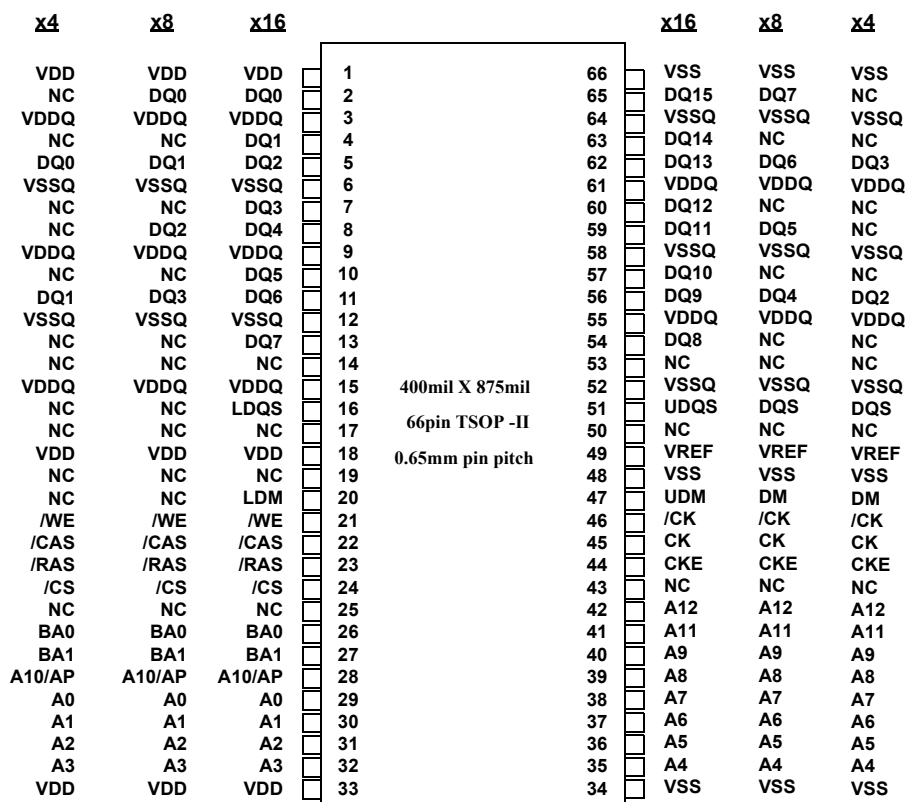 x4 x8 x16 x16 x8 x4
VDD VDD VDD 1 66 VSS VSS VSS
NC DQ0 DQ0 2 65 DQ15 DQ7 NC
VDDQ VDDQ VDDQ 3 64 VSSQ VSSQ VSSQ
NC NC DQ1 4 63 DQ14 NC NC
DQ0 DQ1 DQ2 5 62 DQ13 DQ6 DQ3
VSSQ VSSQ VSSQ 6 61 VDDQ VDDQ VDDQ
NC NC DQ3 7 60 DQ12 NC NC
NC DQ2 DQ4 8 59 DQ11 DQ5 NC
VDDQ VDDQ VDDQ 9 58 VSSQ VSSQ VSSQ
NC NC DQ5 10 57 DQ10 NC NC
DQ1 DQ3 DQ6 11 56 DQ9 DQ4 DQ2
VSSQ VSSQ VSSQ 12 55 VDDQ VDDQ VDDQ
NC NC DQ7 13 54 DQ8 NC NC
NC NC NC 14 53 NC NC NC
VDDQ VDDQ VDDQ 15 400mil X 875mil 52 VSSQ VSSQ VSSQ
NC NC LDQS 16 51 UDQS DQS DQS
66pin TSOP -II
NC NC NC 17 50 NC NC NC
VDD VDD VDD 18 0.65mm pin pitch 49 VREF VREF VREF
NC NC NC 19 48 VSS VSS VSS
NC NC LDM 20 47 UDM DM DM
/WE /WE /WE 21 46 /CK /CK /CK
/CAS /CAS /CAS 22 45 CK CK CK
/RAS /RAS /RAS 23 44 CKE CKE CKE
/CS /CS /CS 24 43 NC NC NC
NC NC NC 25 42 A12 A12 A12
BA0 BA0 BA0 26 41 A11 A11 A11
BA1 BA1 BA1 27 40 A9 A9 A9
A10/AP A10/AP A10/AP 28 39 A8 A8 A8
A0 A0 A0 29 38 A7 A7 A7
A1 A1 A1 30 37 A6 A6 A6
A2 A2 A2 31 36 A5 A5 A5
A3 A3 A3 32 35 A4 A4 A4
VDD VDD VDD 33 34 VSS VSS VSS